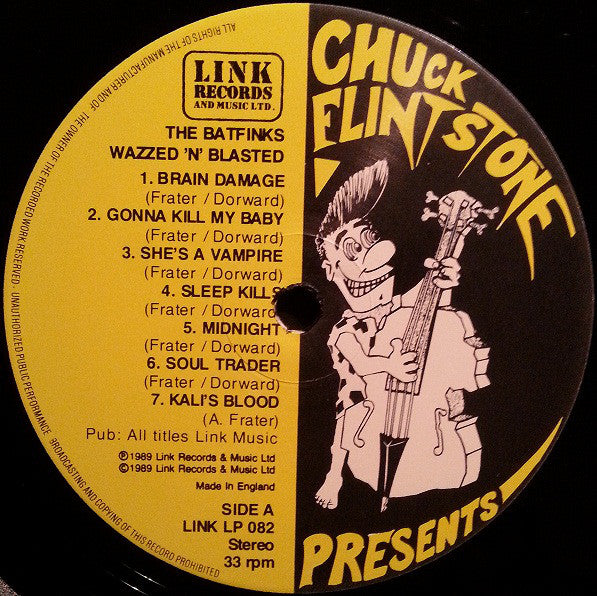 LINK
RECORDS
AND MUSIC LTD.
THE BATFINKS
WAZZED 'N' BLASTED
1. BRAIN DAMAGE
(Frater / Dorward)
2. GONNA KILL MY BABY
(Frater / Dorward)
3. SHE'S A VAMPIRE
(Frater / Dorward)
4. SLEEP KILLS
(Frater / Dorward)
5. MIDNIGHT
(Frater / Dorward)
6. SOUL TRADER
(Frater / Dorward)
7. KALI'S BLOOD
(A. Frater)
Pub: All titles Link Music
℗1989 Link Records & Music Ltd
©1989 Link Records & Music Ltd
Made in England
SIDE A
LINK LP 082
Stereo
33 rpm
CHUCK
FLINTSTONE
PRESENTS
ALL RIGHTS OF THE MANUFACTURER AND OF THE OWNER OF THE RECORDED WORK RESERVED · UNAUTHORIZED PUBLIC PERFORMANCE BROADCASTING AND COPYING OF THIS RECORD PROHIBITED